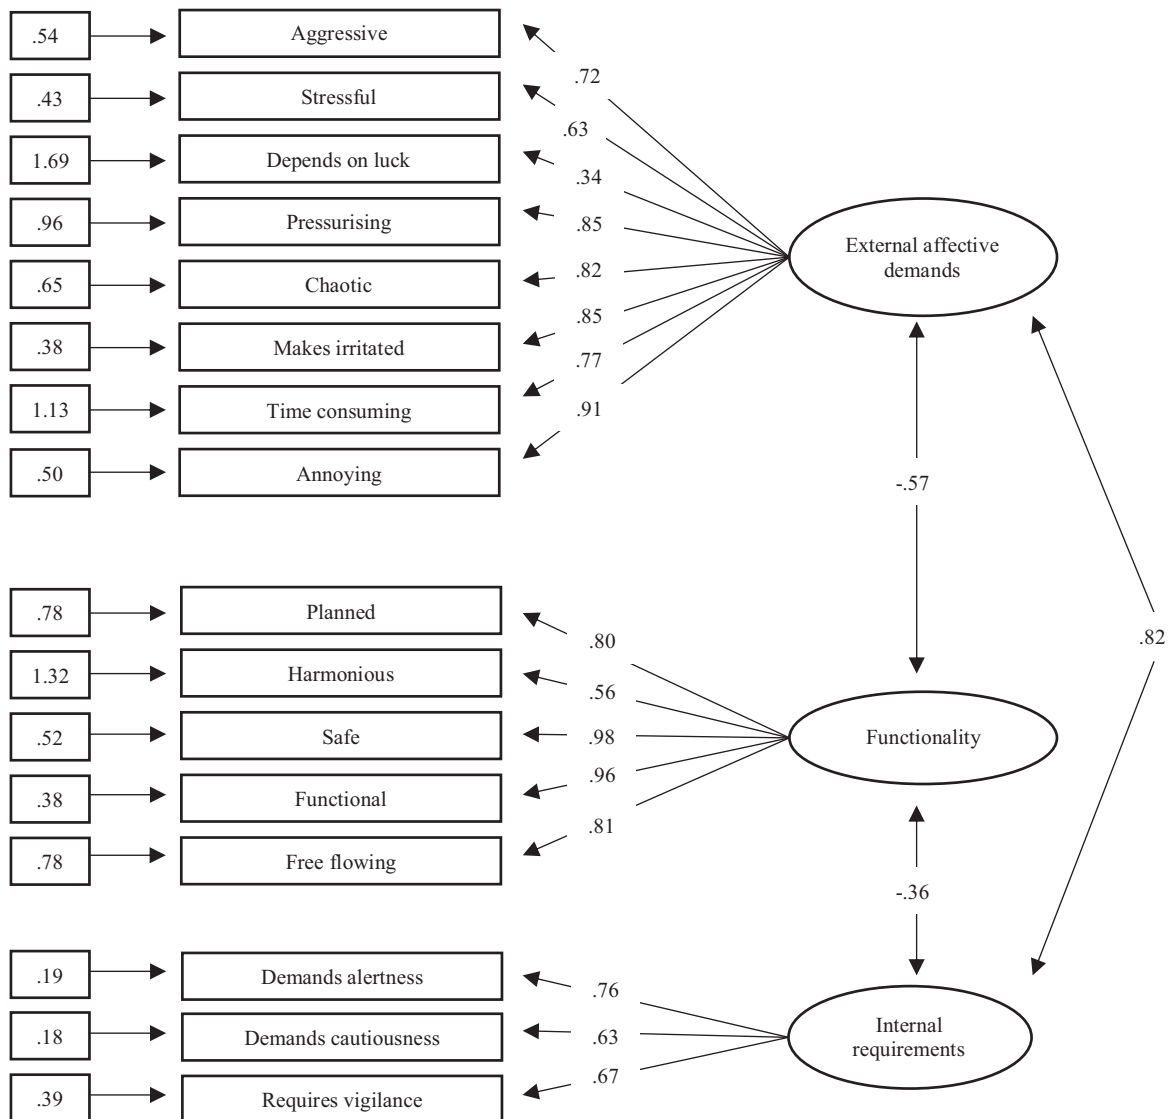 .54
Aggressive
.72
.43
Stressful
.63
1.69
Depends on luck
.34
.96
Pressurising
.85
.65
Chaotic
.82
.38
Makes irritated
.85
1.13
Time consuming
.77
.50
Annoying
.91
External affective
demands
-.57
.82
.78
Planned
.80
1.32
Harmonious
.56
.52
Safe
.98
.38
Functional
.96
.78
Free flowing
.81
Functionality
-.36
.19
Demands alertness
.76
.18
Demands cautiousness
.63
.39
Requires vigilance
.67
Internal
requirements